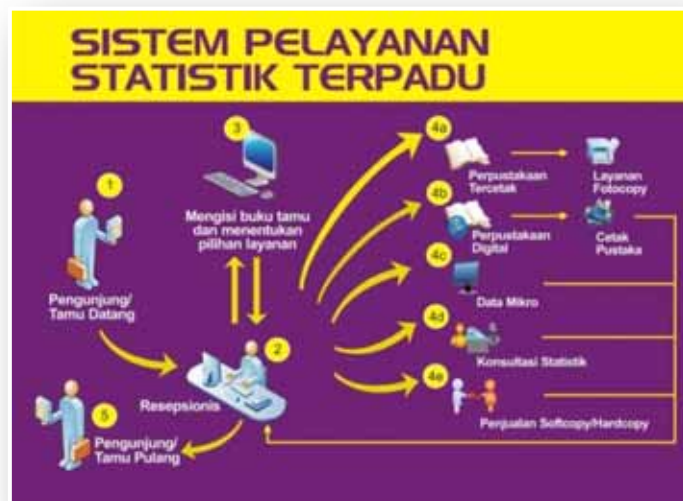 SISTEM PELAYANAN
STATISTIK TERPADU
1
Pengunjung/
Tamu Datang
2
Resepsionis
3
Mengisi buku tamu
dan menentukan
pilihan layanan
4a
Perpustakaan
Tercetak
Layanan
Fotocopy
4b
Perpustakaan
Digital
Cetak
Pustaka
4c
Data Mikro
4d
Konsultasi Statistik
4e
Penjualan Softcopy/Hardcopy
5
Pengunjung/
Tamu Pulang